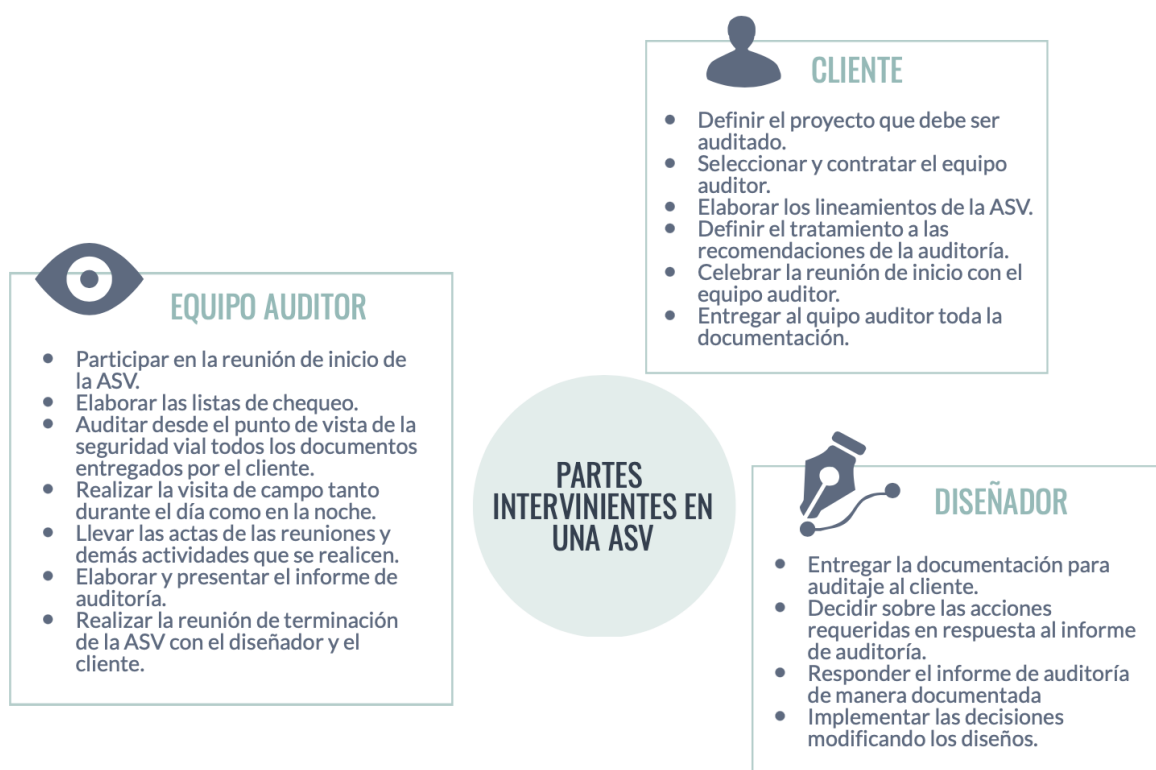 CLIENTE
• Definir el proyecto que debe ser
auditado.
• Seleccionar y contratar el equipo
auditor.
• Elaborar los lineamientos de la ASV.
• Definir el tratamiento a las
recomendaciones de la auditoría.
• Celebrar la reunión de inicio con el
equipo auditor.
• Entregar al quipo auditor toda la
documentación.
EQUIPO AUDITOR
• Participar en la reunión de inicio de
la ASV.
• Elaborar las listas de chequeo.
• Auditar desde el punto de vista de la
seguridad vial todos los documentos
entregados por el cliente.
• Realizar la visita de campo tanto
durante el día como en la noche.
• Llevar las actas de las reuniones y
demás actividades que se realicen.
• Elaborar y presentar el informe de
auditoría.
• Realizar la reunión de terminación
de la ASV con el diseñador y el
cliente.
PARTES
INTERVINIENTES EN
UNA ASV
DISEÑADOR
• Entregar la documentación para
auditaje al cliente.
• Decidir sobre las acciones
requeridas en respuesta al informe
de auditoría.
• Responder el informe de auditoría
de manera documentada
• Implementar las decisiones
modificando los diseños.